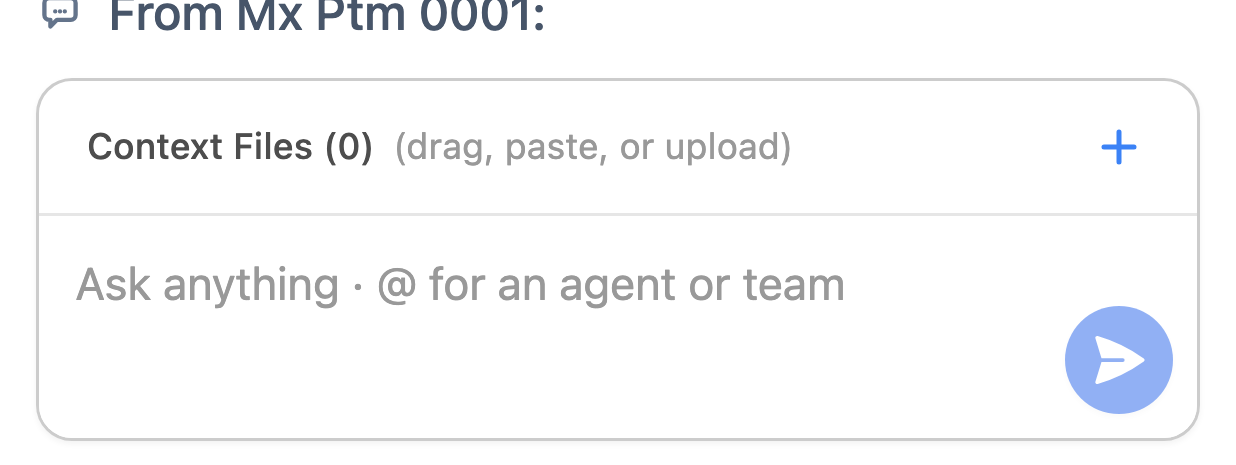 From Mx Ptm 0001:
Context Files (0) (drag, paste, or upload)
Ask anything · @ for an agent or team